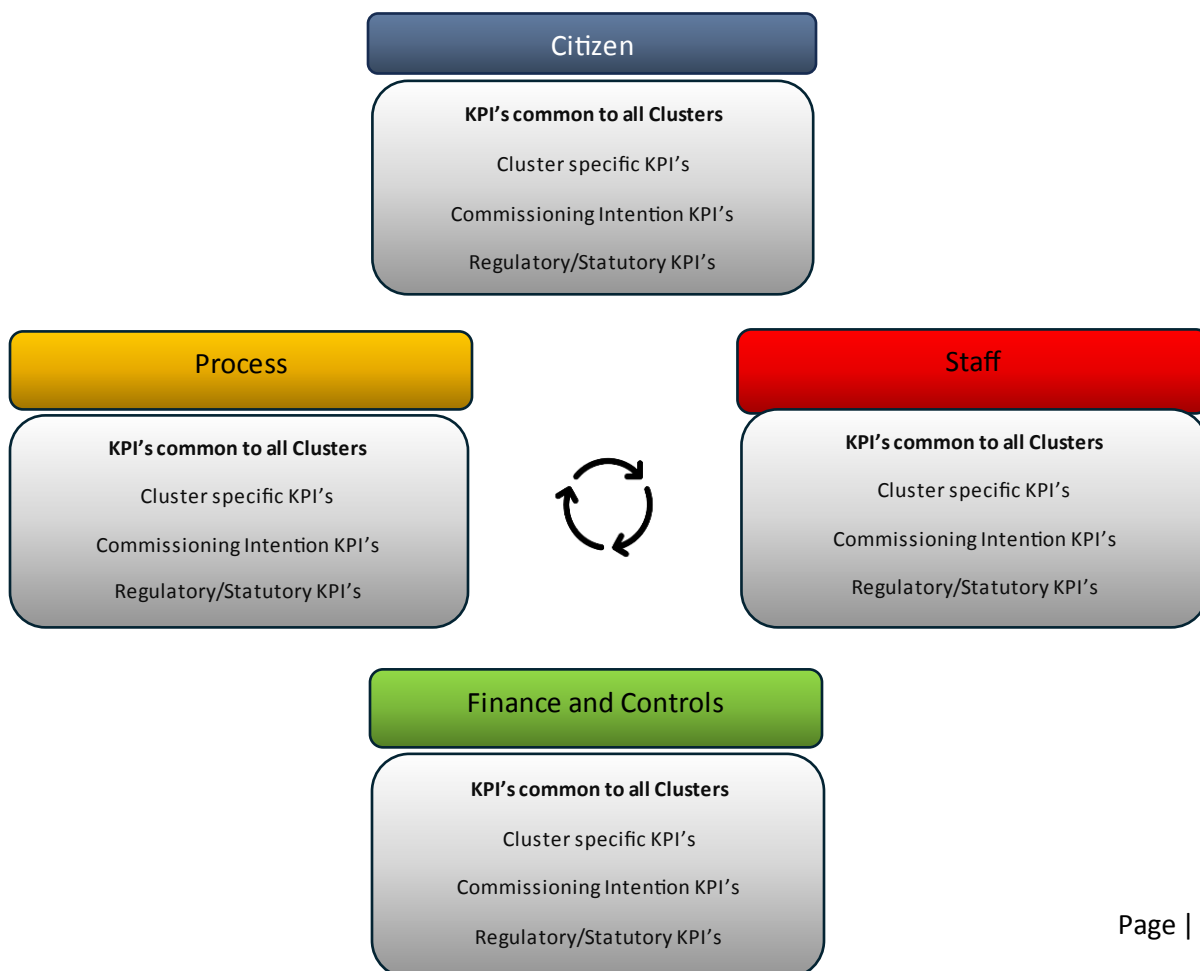 Citizen
KPI’s common to all Clusters
Cluster specific KPI’s
Commissioning Intention KPI’s
Regulatory/Statutory KPI’s
Process
KPI’s common to all Clusters
Cluster specific KPI’s
Commissioning Intention KPI’s
Regulatory/Statutory KPI’s
Staff
KPI’s common to all Clusters
Cluster specific KPI’s
Commissioning Intention KPI’s
Regulatory/Statutory KPI’s
Finance and Controls
KPI’s common to all Clusters
Cluster specific KPI’s
Commissioning Intention KPI’s
Regulatory/Statutory KPI’s
Page |